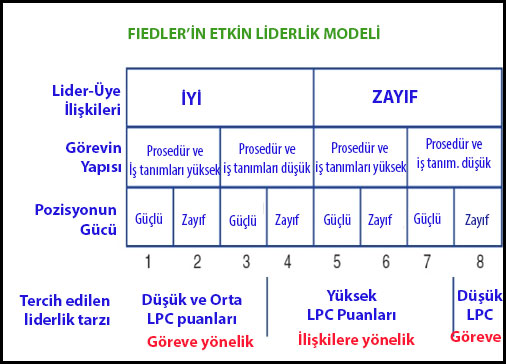 FIEDLER'İN ETKİN LİDERLİK MODELİ
Lider-Üye
İlişkileri
İYİ
ZAYIF
Görevin
Yapısı
Prosedür ve
İş tanımları yüksek
Prosedür ve
İş tanımları düşük
Prosedür ve
iş tanımları yüksek
Prosedür ve
iş tanım. düşük
Pozisyonun
Gücü
Güçlü
Zayıf
Güçlü
Zayıf
Güçlü
Zayıf
Güçlü
Zayıf
1 2 3 4 5 6 7 8
Tercih edilen
liderlik tarzı
Düşük ve Orta
LPC puanları
Göreve yönelik
Yüksek
LPC Puanları
İlişkilere yönelik
Düşük
LPC
Göreve